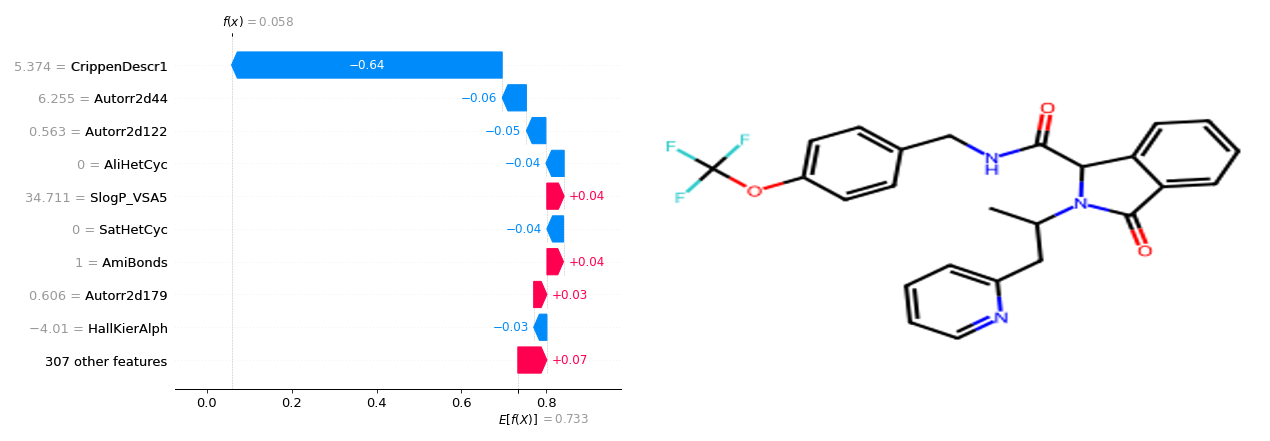 f(x) = 0.058
5.374 = CrippenDescr1
−0.64
6.255 = Autorr2d44
−0.06
0.563 = Autorr2d122
−0.05
0 = AliHetCyc
−0.04
34.711 = SlogP_VSA5
+0.04
0 = SatHetCyc
−0.04
1 = AmiBonds
+0.04
0.606 = Autorr2d179
+0.03
−4.01 = HallKierAlph
−0.03
307 other features
+0.07
0.0 0.2 0.4 0.6 0.8
E[f(X)] = 0.733
O
F F
F
O
N
H
N
O
N